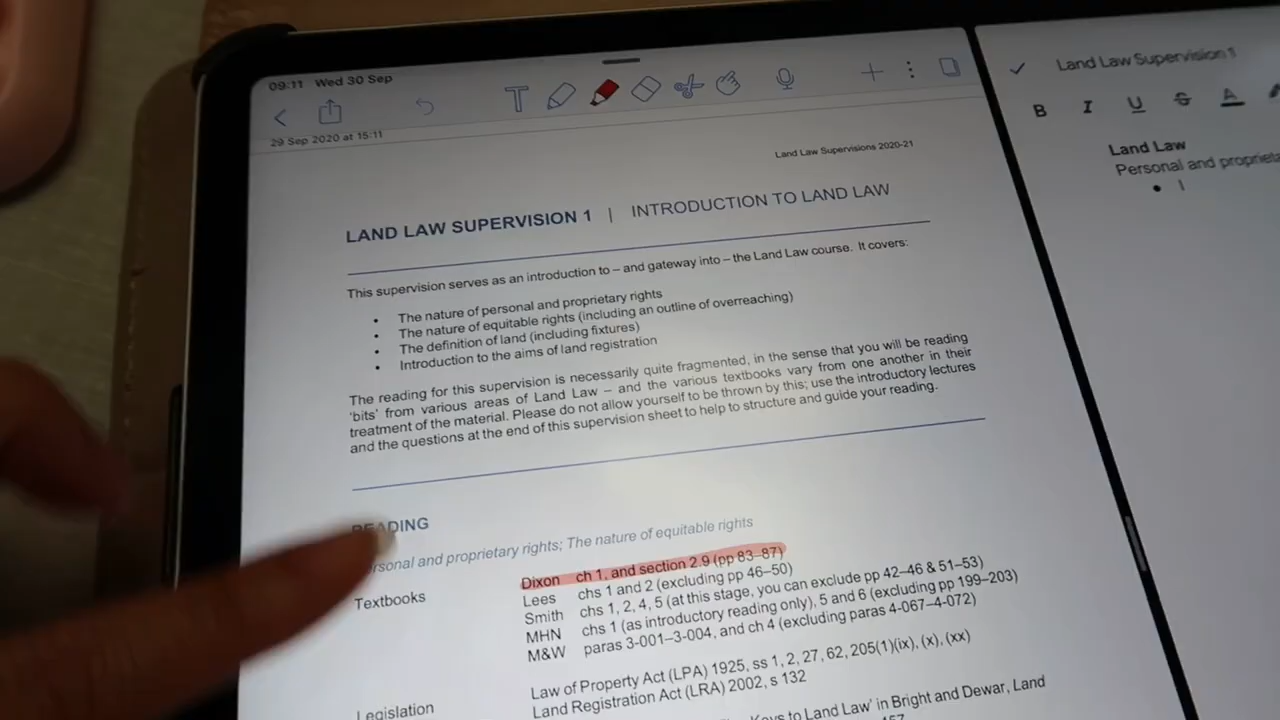 09:11 Wed 30 Sep
29 Sep 2020 at 15:11
Land Law Supervisions 2020-21
LAND LAW SUPERVISION 1 | INTRODUCTION TO LAND LAW
This supervision serves as an introduction to – and gateway into – the Land Law course. It covers:
• The nature of personal and proprietary rights
• The nature of equitable rights (including an outline of overreaching)
• The definition of land (including fixtures)
• Introduction to the aims of land registration
The reading for this supervision is necessarily quite fragmented, in the sense that you will be reading
'bits' from various areas of Land Law – and the various textbooks vary from one another in their
treatment of the material. Please do not allow yourself to be thrown by this; use the introductory lectures
and the questions at the end of this supervision sheet to help to structure and guide your reading.
READING
and proprietary rights; The nature of equitable rights
Textbooks
Dixon ch 1, and section 2.9 (pp 83–87)
Lees chs 1 and 2 (excluding pp 46–50)
Smith chs 1, 2, 4, 5 (at this stage, you can exclude pp 42–46 & 51–53)
MHN chs 1 (as introductory reading only), 5 and 6 (excluding pp 199–203)
M&W paras 3-001–3-004, and ch 4 (excluding paras 4-067–4-072)
Legislation
Law of Property Act (LPA) 1925, ss 1, 2, 27, 62, 205(1)(ix), (x), (xx)
Land Registration Act (LRA) 2002, s 132
Keys to Land Law' in Bright and Dewar, Land
Land Law Supervision 1
B I U S A
Land Law
Personal and
•